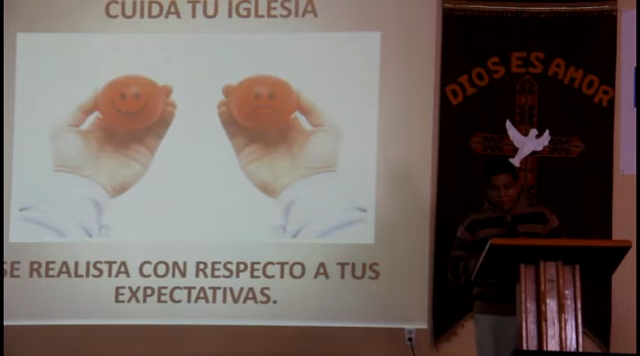 CUIDA TU IGLESIA
SE REALISTA CON RESPECTO A TUS
EXPECTATIVAS.
DIOS ES AMOR